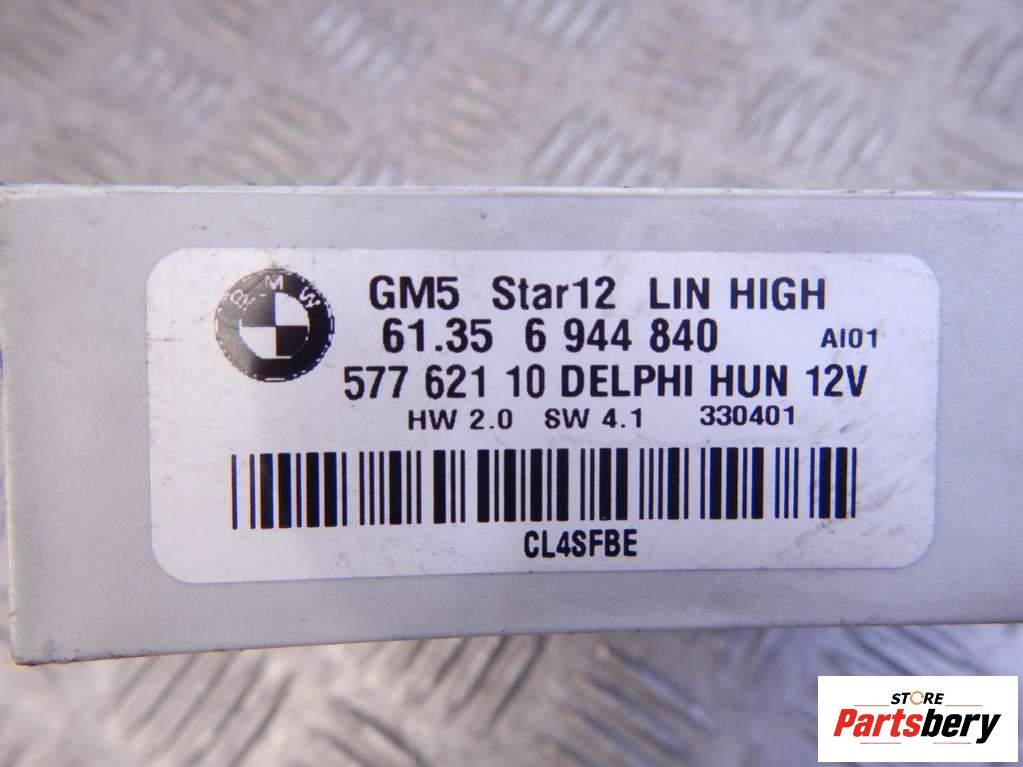 BMW
GM5 Star12 LIN HIGH
61.35 6 944 840 AI01
577 621 10 DELPHI HUN 12V
HW 2.0 SW 4.1 330401
CL4SFBE
STORE
Partsbery